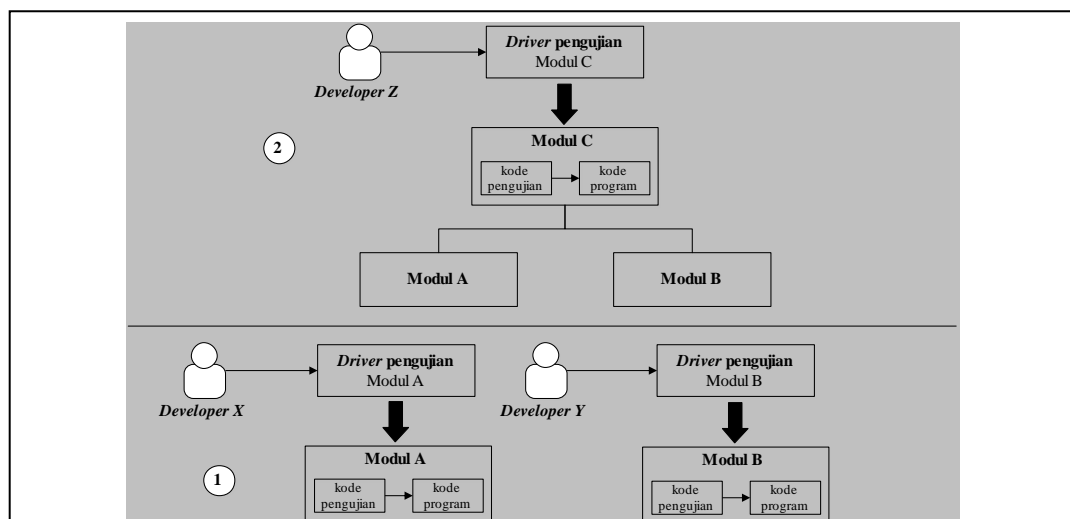 Driver pengujian
Modul C
Developer Z
2
Modul C
kode
pengujian
kode
program
Modul A
Modul B
Driver pengujian
Modul A
Developer X
Driver pengujian
Modul B
Developer Y
1
Modul A
kode
pengujian
kode
program
Modul B
kode
pengujian
kode
program